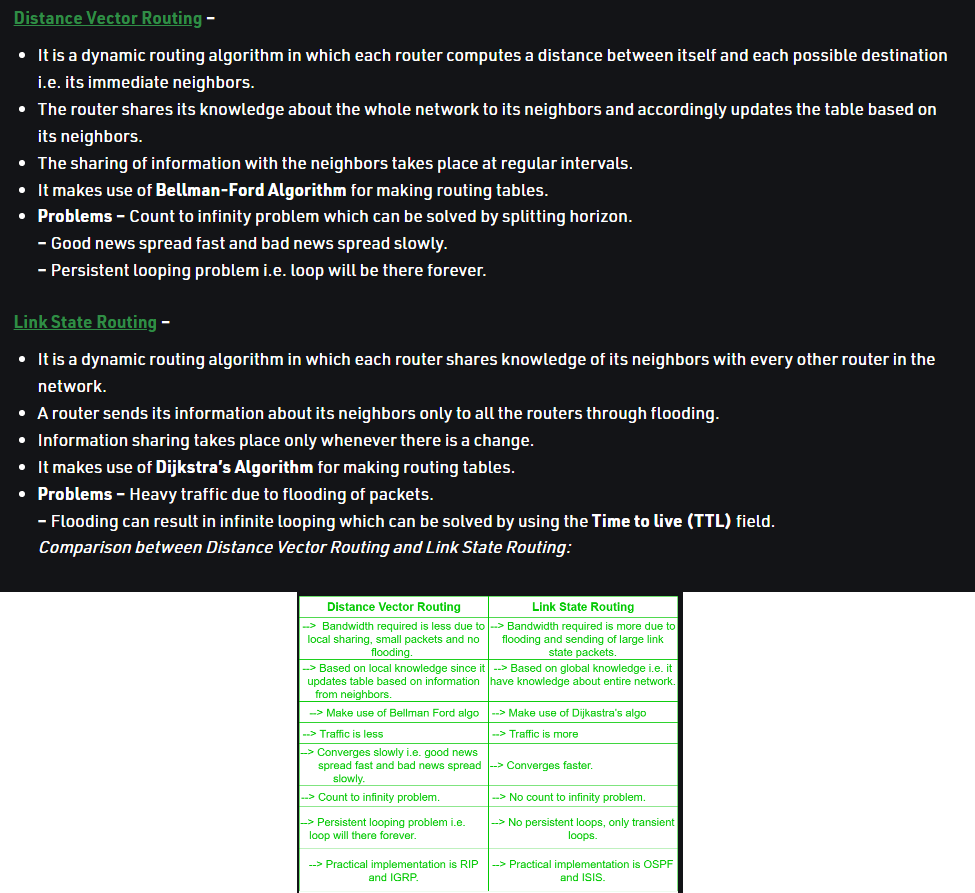 Distance Vector Routing –
• It is a dynamic routing algorithm in which each router computes a distance between itself and each possible destination
i.e. its immediate neighbors.
• The router shares its knowledge about the whole network to its neighbors and accordingly updates the table based on
its neighbors.
• The sharing of information with the neighbors takes place at regular intervals.
• It makes use of Bellman-Ford Algorithm for making routing tables.
• Problems – Count to infinity problem which can be solved by splitting horizon.
– Good news spread fast and bad news spread slowly.
– Persistent looping problem i.e. loop will be there forever.
Link State Routing –
• It is a dynamic routing algorithm in which each router shares knowledge of its neighbors with every other router in the
network.
• A router sends its information about its neighbors only to all the routers through flooding.
• Information sharing takes place only whenever there is a change.
• It makes use of Dijkstra's Algorithm for making routing tables.
• Problems – Heavy traffic due to flooding of packets.
– Flooding can result in infinite looping which can be solved by using the Time to live (TTL) field.
Comparison between Distance Vector Routing and Link State Routing:
Distance Vector Routing
Link State Routing
--> Bandwidth required is less due to
local sharing, small packets and no
flooding.
--> Bandwidth required is more due to
flooding and sending of large link
state packets.
--> Based on local knowledge since it
updates table based on information
from neighbors.
--> Based on global knowledge i.e. it
have knowledge about entire network.
--> Make use of Bellman Ford algo
--> Make use of Dijkastra's algo
--> Traffic is less
--> Traffic is more
--> Converges slowly i.e. good news
spread fast and bad news spread
slowly.
--> Converges faster.
--> Count to infinity problem.
--> No count to infinity problem.
--> Persistent looping problem i.e.
loop will there forever.
--> No persistent loops, only transient
loops.
--> Practical implementation is RIP
and IGRP.
--> Practical implementation is OSPF
and ISIS.